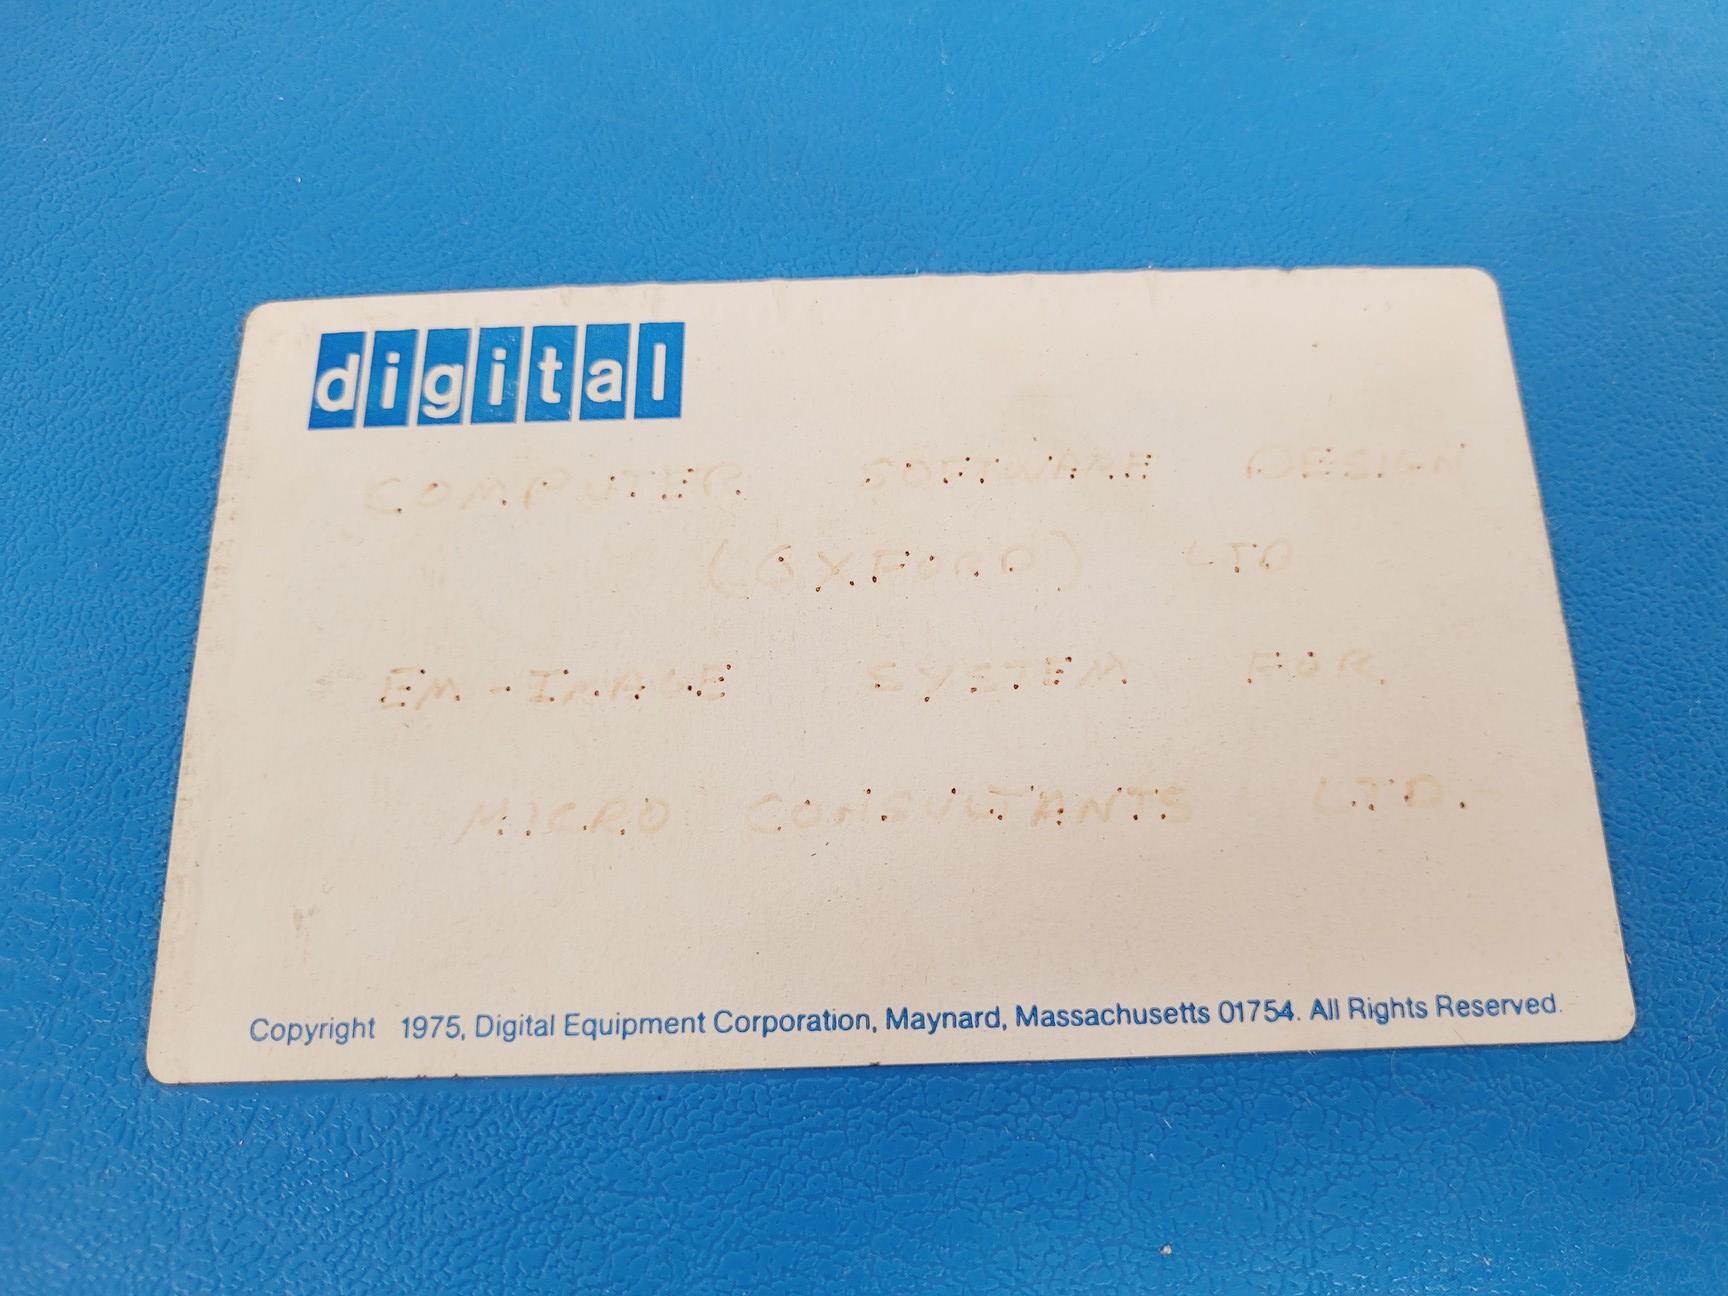 digital
COMPUTER SOFTWARE DESIGN
(OXFORD) LTD
EM-IMAGE SYSTEM FOR
MICRO CONSULTANTS LTD.
Copyright 1975, Digital Equipment Corporation, Maynard, Massachusetts 01754. All Rights Reserved.